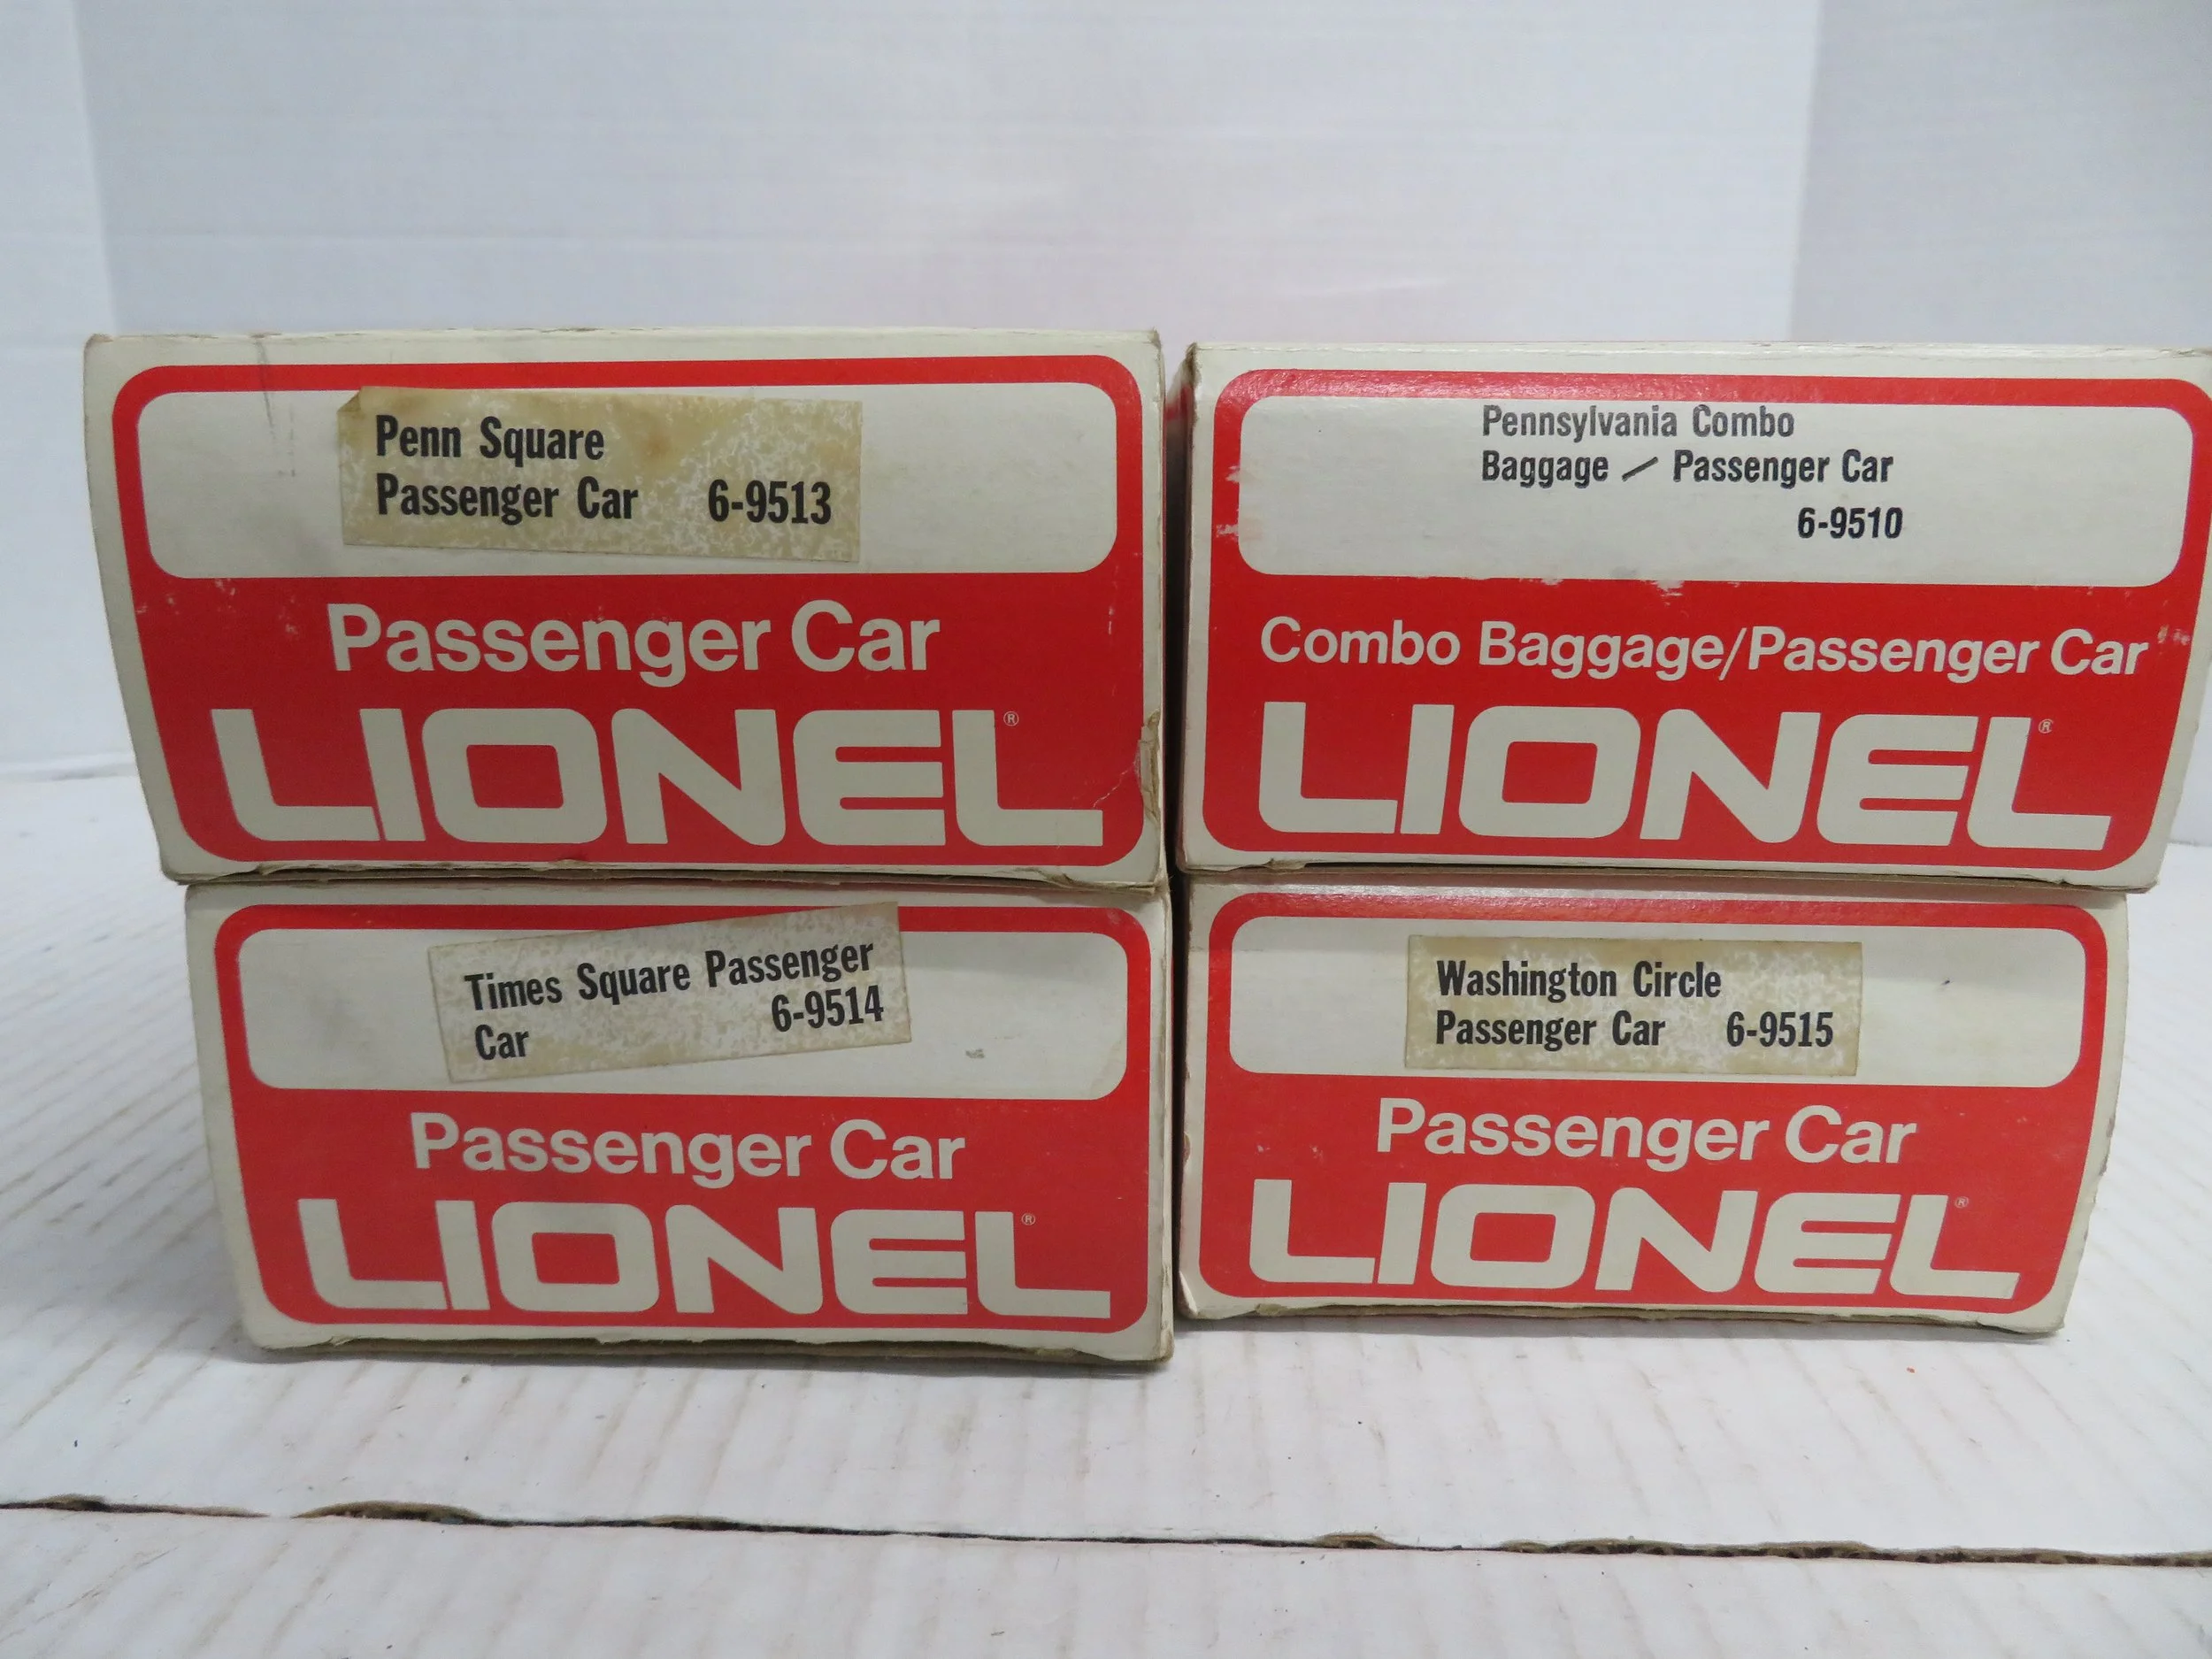 Penn Square
Passenger Car 6-9513
Passenger Car
LIONEL®
Pennsylvania Combo
Baggage / Passenger Car
6-9510
Combo Baggage/Passenger Car
LIONEL®
Times Square Passenger
Car 6-9514
Passenger Car
LIONEL®
Washington Circle
Passenger Car 6-9515
Passenger Car
LIONEL®